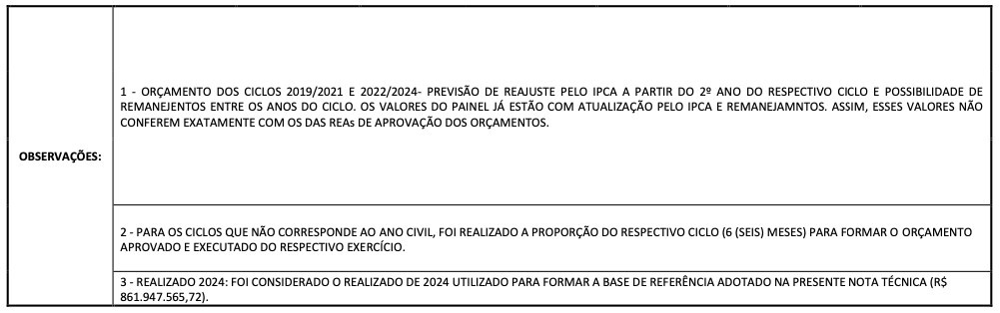 1 - ORÇAMENTO DOS CICLOS 2019/2021 E 2022/2024- PREVISÃO DE REAJUSTE PELO IPCA A PARTIR DO 2º ANO DO RESPECTIVO CICLO E POSSIBILIDADE DE
REMANEJENTOS ENTRE OS ANOS DO CICLO. OS VALORES DO PAINEL JÁ ESTÃO COM ATUALIZAÇÃO PELO IPCA E REMANEJAMNTOS. ASSIM, ESSES VALORES NÃO
CONFEREM EXATAMENTE COM OS DAS REAs DE APROVAÇÃO DOS ORÇAMENTOS.
OBSERVAÇÕES:
2 - PARA OS CICLOS QUE NÃO CORRESPONDE AO ANO CIVIL, FOI REALIZADO A PROPORÇÃO DO RESPECTIVO CICLO (6 (SEIS) MESES) PARA FORMAR O ORÇAMENTO
APROVADO E EXECUTADO DO RESPECTIVO EXERCÍCIO.
3 - REALIZADO 2024: FOI CONSIDERADO O REALIZADO DE 2024 UTILIZADO PARA FORMAR A BASE DE REFERÊNCIA ADOTADO NA PRESENTE NOTA TÉCNICA (R$
861.947.565,72).